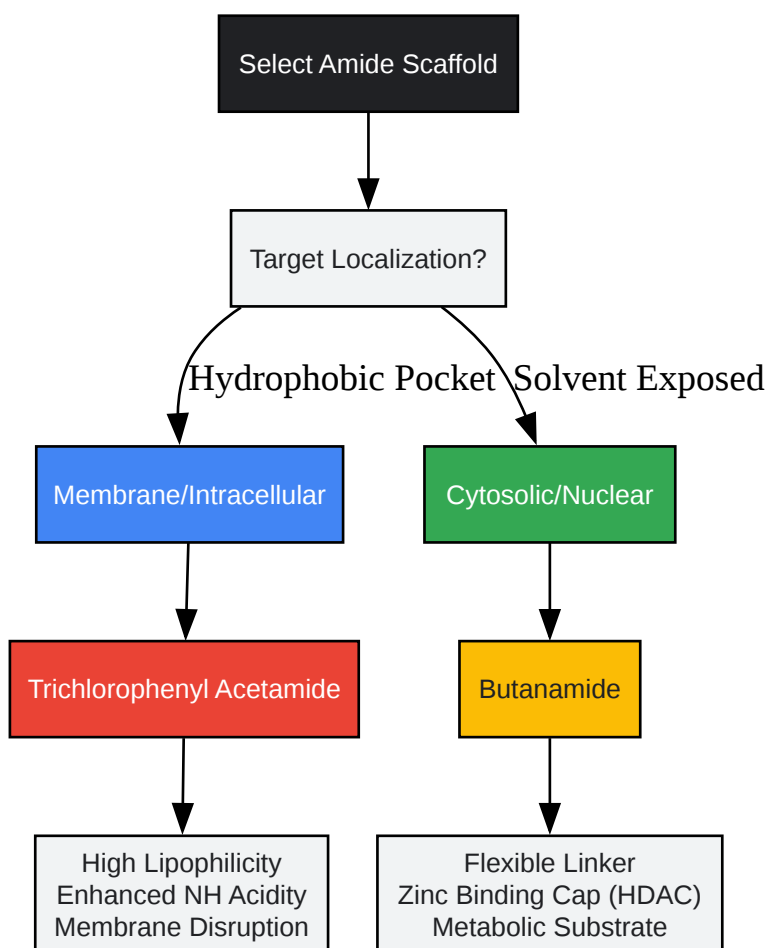 Select Amide Scaffold
Target Localization?
Hydrophobic Pocket
Solvent Exposed
Membrane/Intracellular
Cytosolic/Nuclear
Trichlorophenyl Acetamide
Butanamide
High Lipophilicity
Enhanced NH Acidity
Membrane Disruption
Flexible Linker
Zinc Binding Cap (HDAC)
Metabolic Substrate